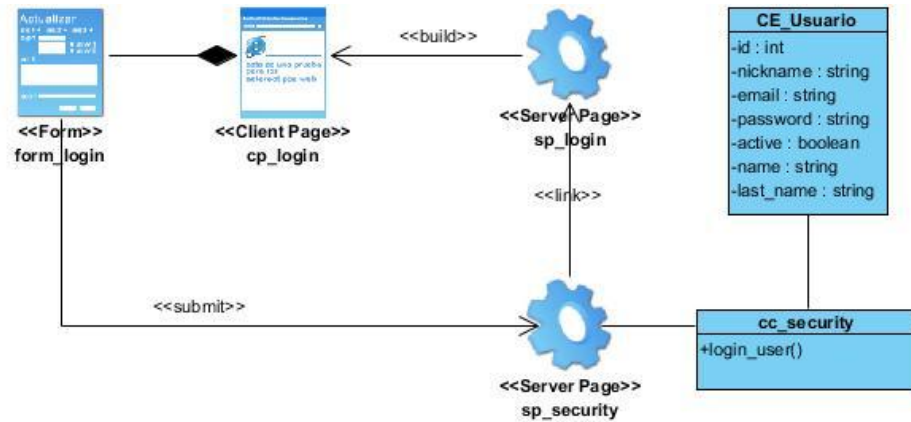 Actualizar
<<Form>>
form_login
<<Client Page>>
cp_login
<<build>>
<<Server Page>>
sp_login
<<link>>
<<submit>>
<<Server Page>>
sp_security
CE_Usuario
-id : int
-nickname : string
-email : string
-password : string
-active : boolean
-name : string
-last_name : string
cc_security
+login_user()